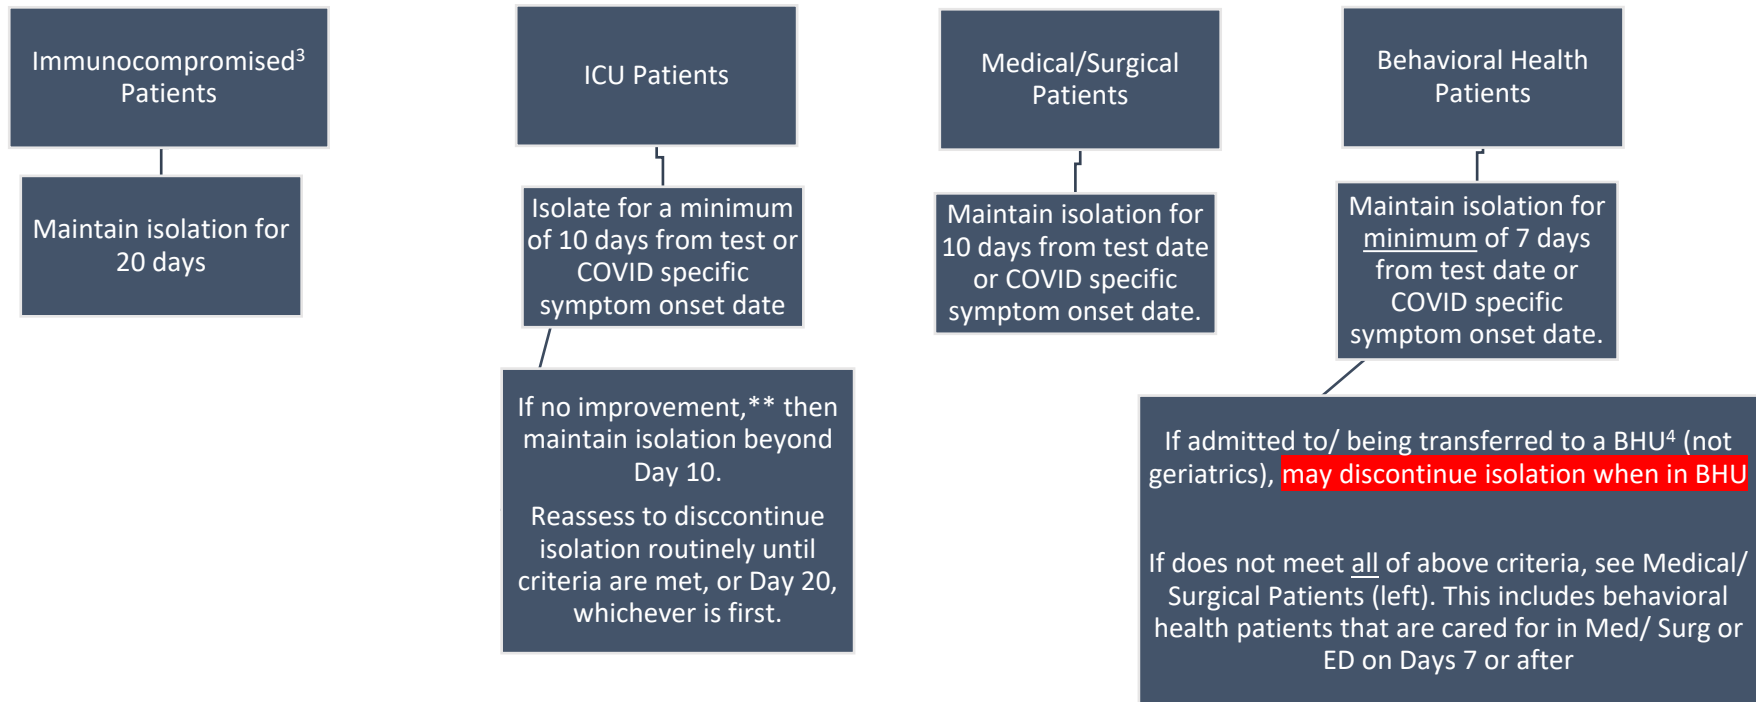 Immunocompromised³
Patients
Maintain isolation for
20 days
ICU Patients
Isolate for a minimum
of 10 days from test or
COVID specific
symptom onset date
If no improvement,** then
maintain isolation beyond
Day 10.
Reassess to disccontinue
isolation routinely until
criteria are met, or Day 20,
whichever is first.
Medical/Surgical
Patients
Maintain isolation for
10 days from test date
or COVID specific
symptom onset date.
Behavioral Health
Patients
Maintain isolation for
minimum of 7 days
from test date or
COVID specific
symptom onset date.
If admitted to/ being transferred to a BHU⁴ (not
geriatrics), may discontinue isolation when in BHU
If does not meet all of above criteria, see Medical/
Surgical Patients (left). This includes behavioral
health patients that are cared for in Med/ Surg or
ED on Days 7 or after